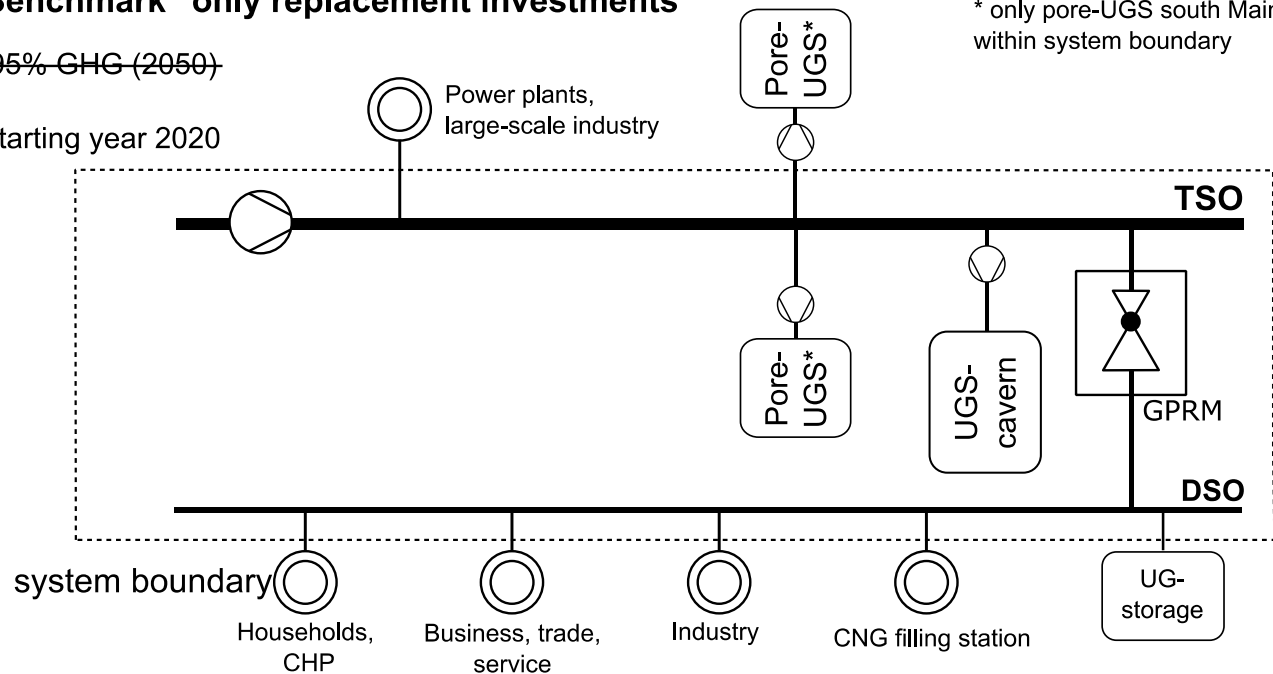 Benchmark" only replacement investments
95% GHG (2050)
starting year 2020
Power plants,
large-scale industry
Pore-
UGS*
* only pore-UGS south Main
within system boundary
TSO
Pore-
UGS*
UGS-
cavern
GPRM
DSO
system boundary
Households,
CHP
Business, trade,
service
Industry
CNG filling station
UG-
storage